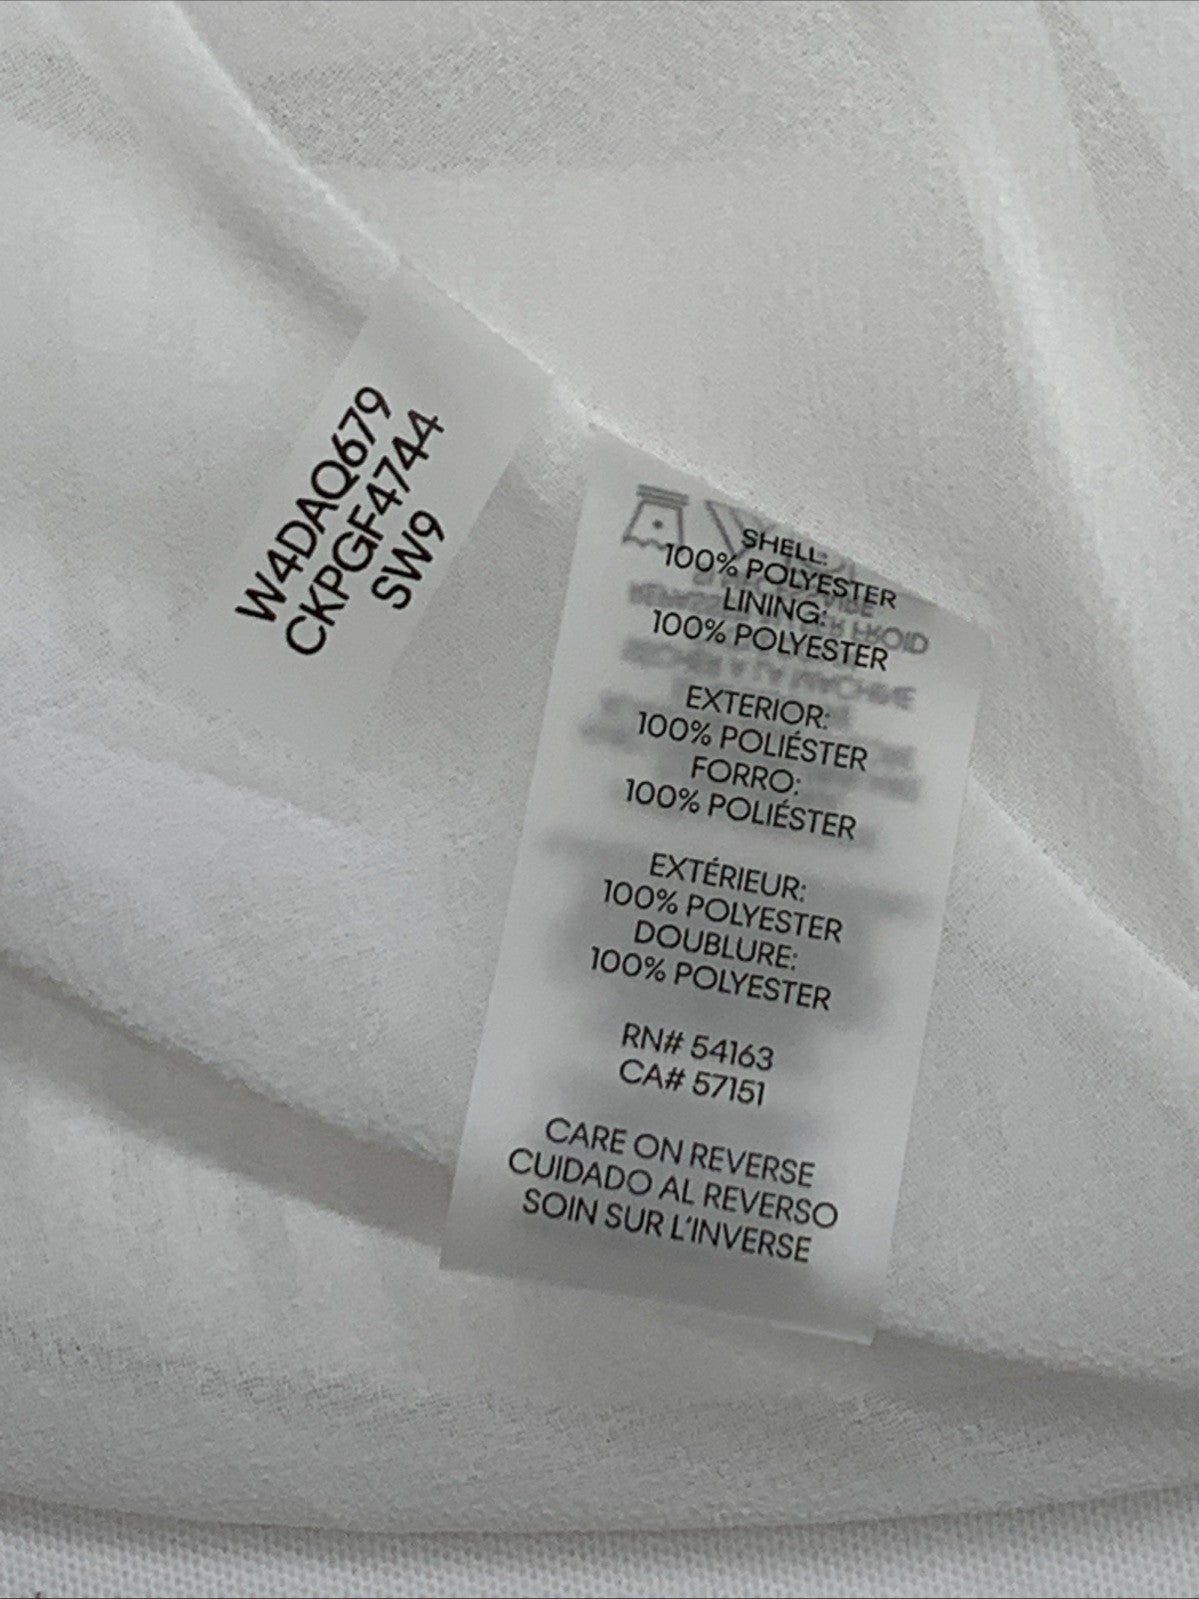 W4DAQ679
CKPGF4744
SW9
SHELL:
100% POLYESTER
LINING:
100% POLYESTER
EXTERIOR:
100% POLIÉSTER
FORRO:
100% POLIÉSTER
EXTÉRIEUR:
100% POLYESTER
DOUBLURE:
100% POLYESTER
RN# 54163
CA# 57151
CARE ON REVERSE
CUIDADO AL REVERSO
SOIN SUR L'INVERSE